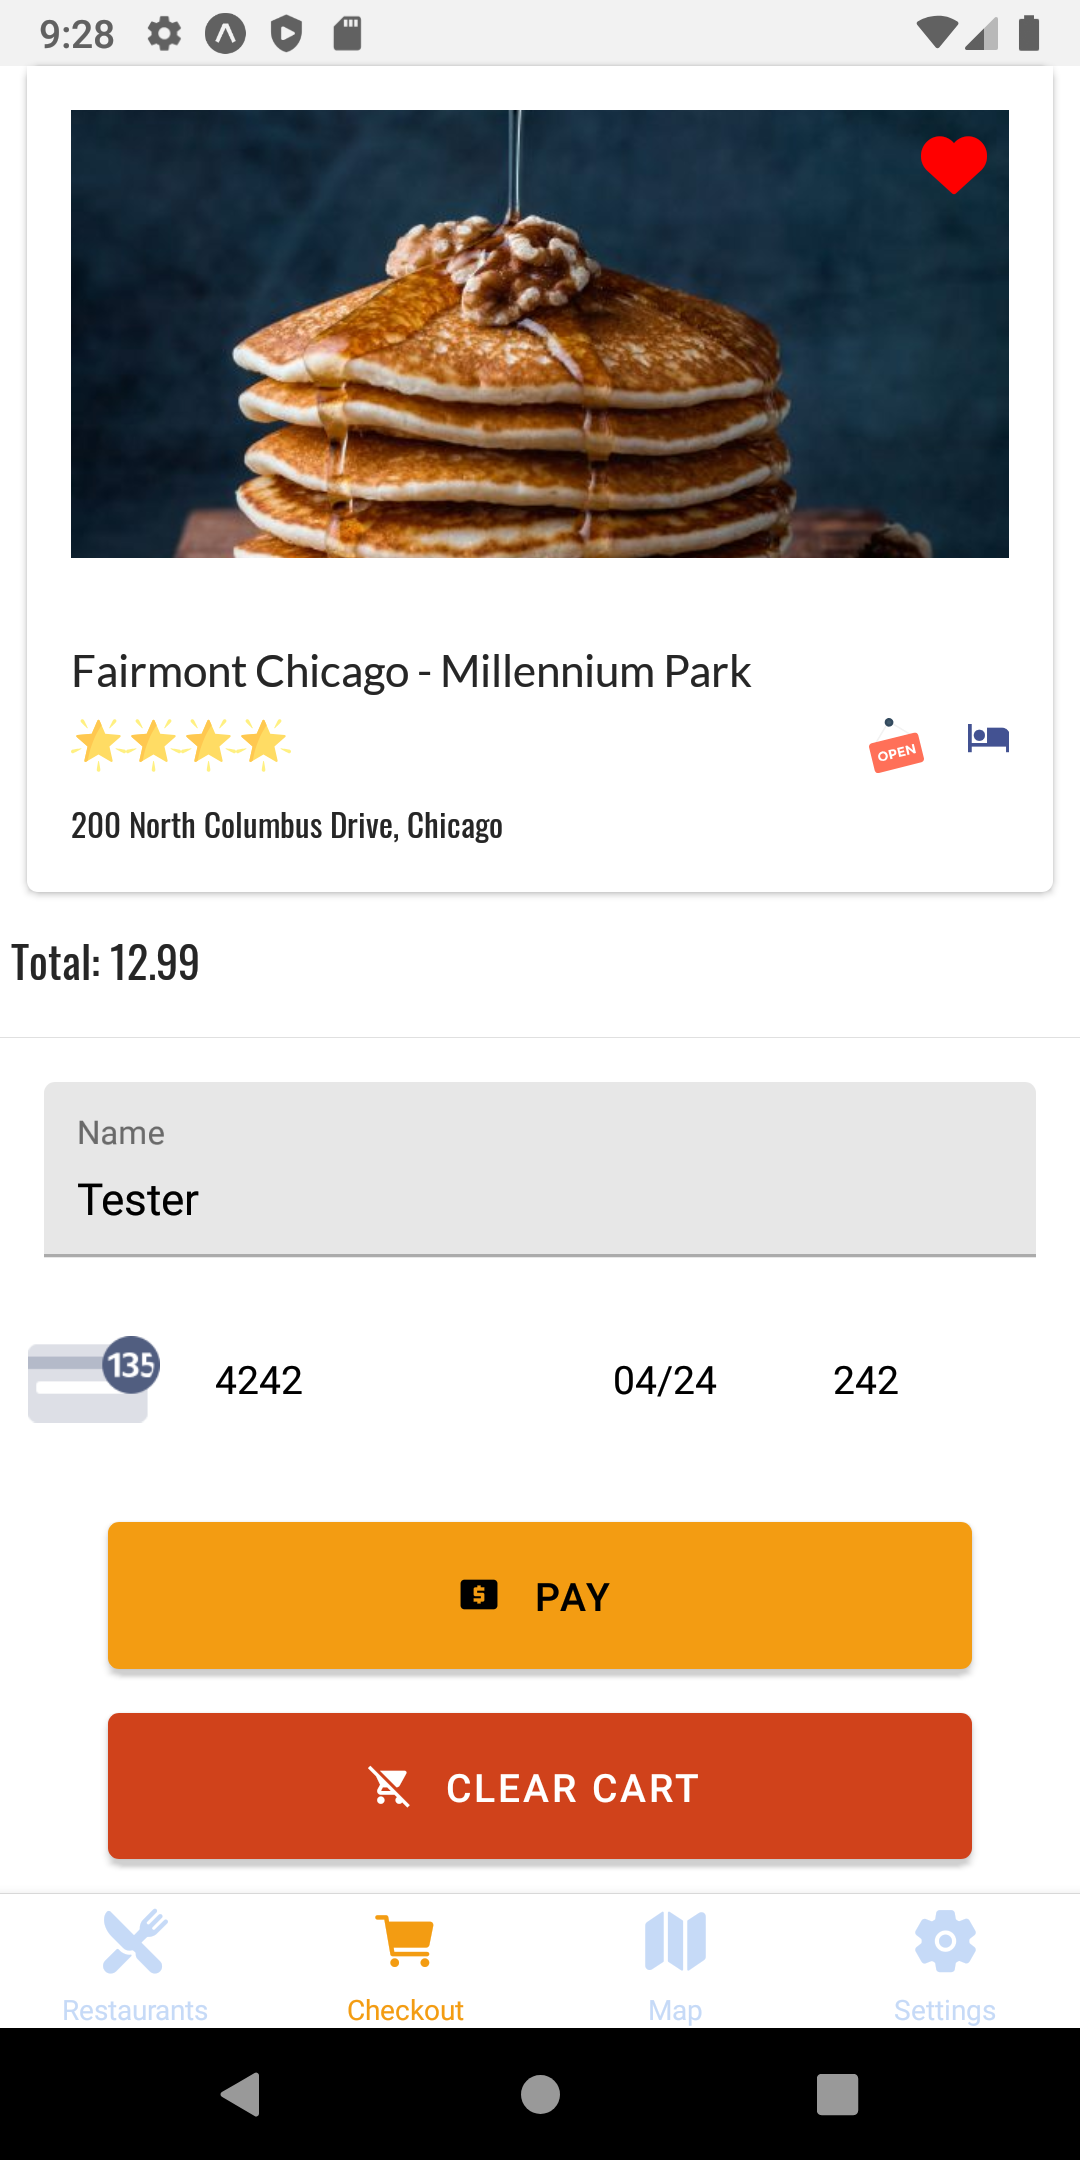 9:28
Fairmont Chicago - Millennium Park
OPEN
200 North Columbus Drive, Chicago
Total: 12.99
Name
Tester
135
4242 04/24 242
PAY
CLEAR CART
Restaurants Checkout Map Settings